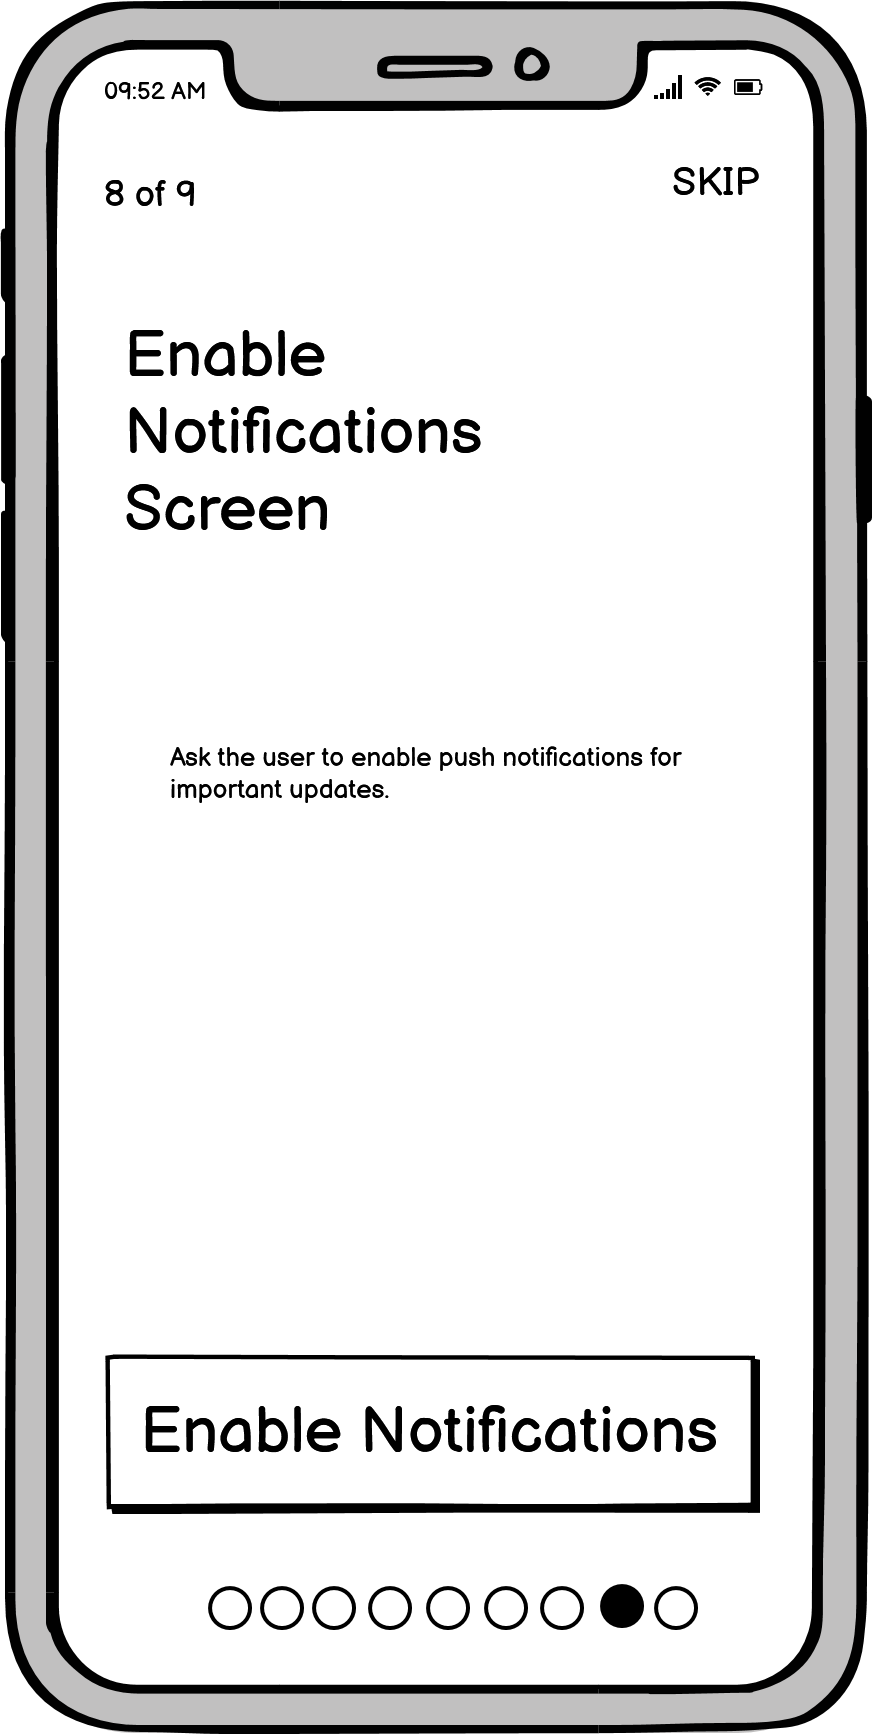 09:52 AM
8 of 9
SKIP
Enable
Notifications
Screen
Ask the user to enable push notifications for
important updates.
Enable Notifications